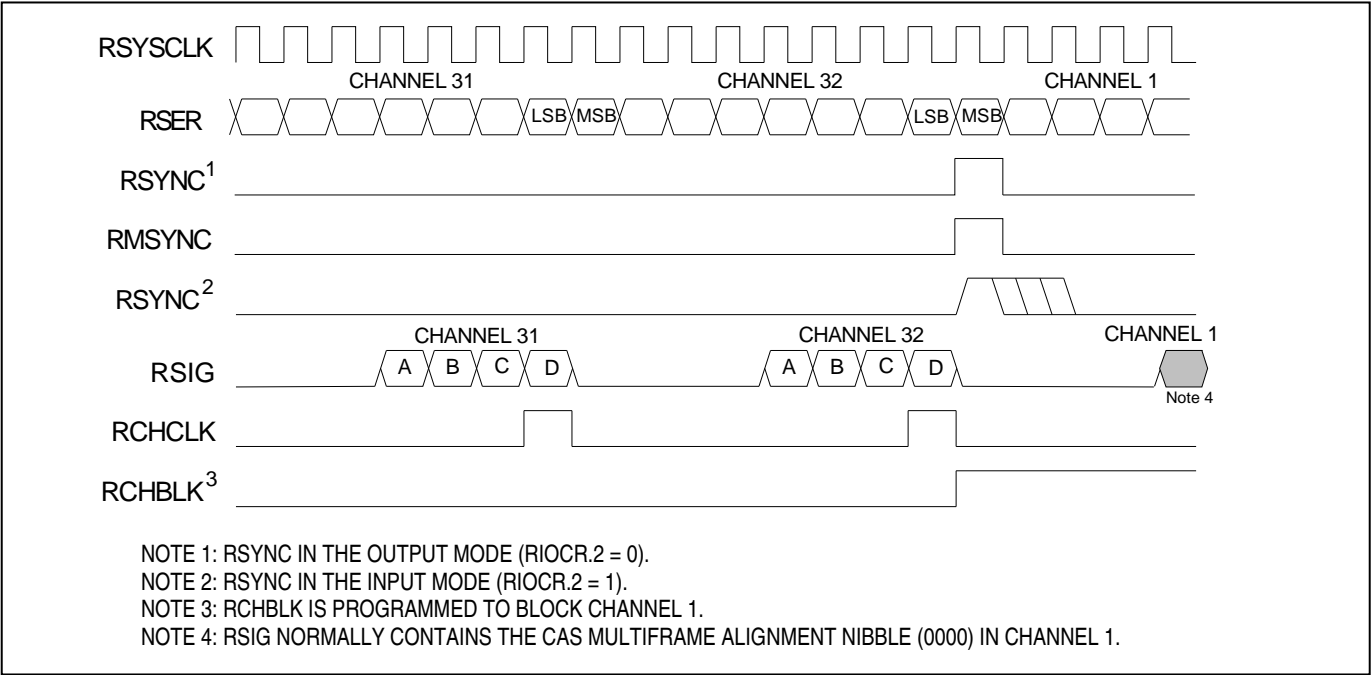 RSYSCLK
CHANNEL 31 CHANNEL 32 CHANNEL 1
RSER LSB MSB LSB MSB
RSYNC1
RMSYNC
RSYNC2
CHANNEL 31 CHANNEL 32 CHANNEL 1
RSIG A B C D A B C D
Note 4
RCHCLK
RCHBLK3
NOTE 1: RSYNC IN THE OUTPUT MODE (RIOCR.2 = 0).
NOTE 2: RSYNC IN THE INPUT MODE (RIOCR.2 = 1).
NOTE 3: RCHBLK IS PROGRAMMED TO BLOCK CHANNEL 1.
NOTE 4: RSIG NORMALLY CONTAINS THE CAS MULTIFRAME ALIGNMENT NIBBLE (0000) IN CHANNEL 1.